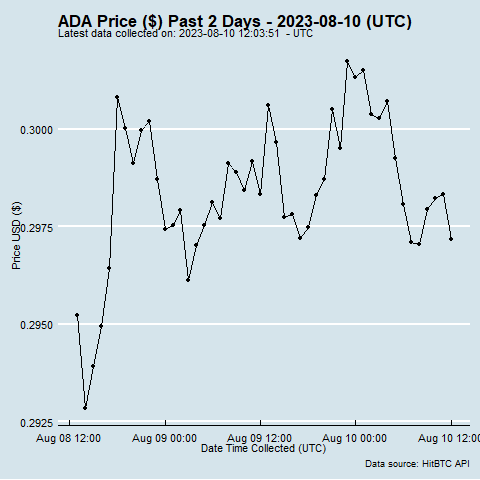 ADA Price ($) Past 2 Days - 2023-08-10 (UTC)
Latest data collected on: 2023-08-10 12:03:51  - UTC
0.3000
0.2975
0.2950
0.2925
Price USD ($)
Aug 08 12:00
Aug 09 00:00
Aug 09 12:00
Aug 10 00:00
Aug 10 12:00
Date Time Collected (UTC)
Data source: HitBTC API